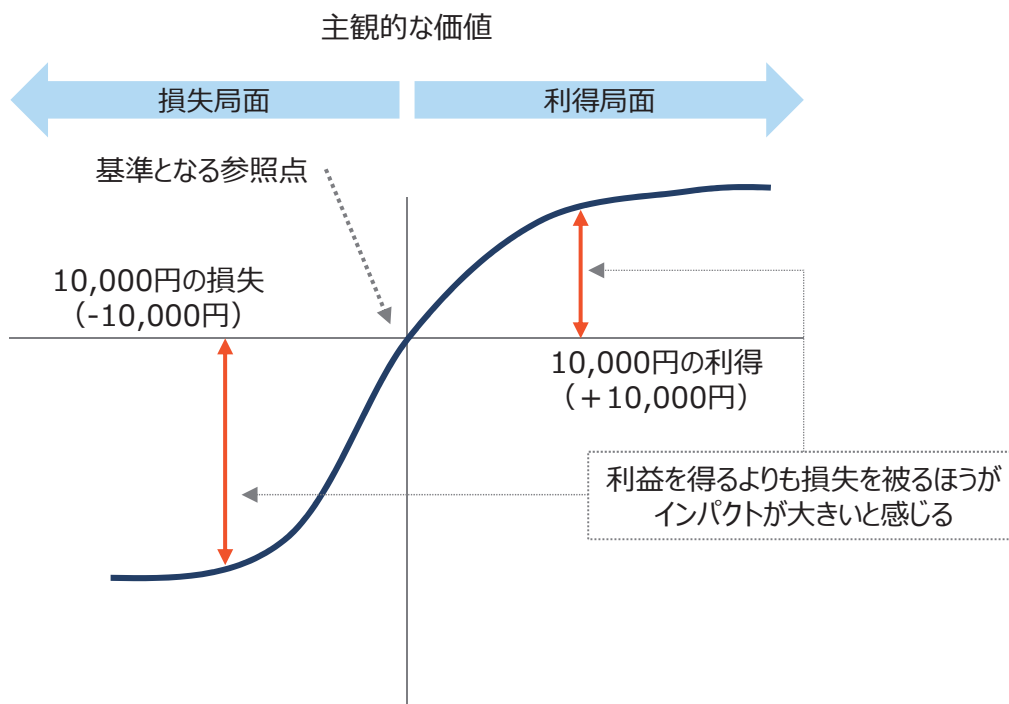 主観的な価値
損失局面
利得局面
基準となる参照点
10,000円の損失
（-10,000円）
10,000円の利得
（＋10,000円）
利益を得るよりも損失を被るほうが
インパクトが大きいと感じる